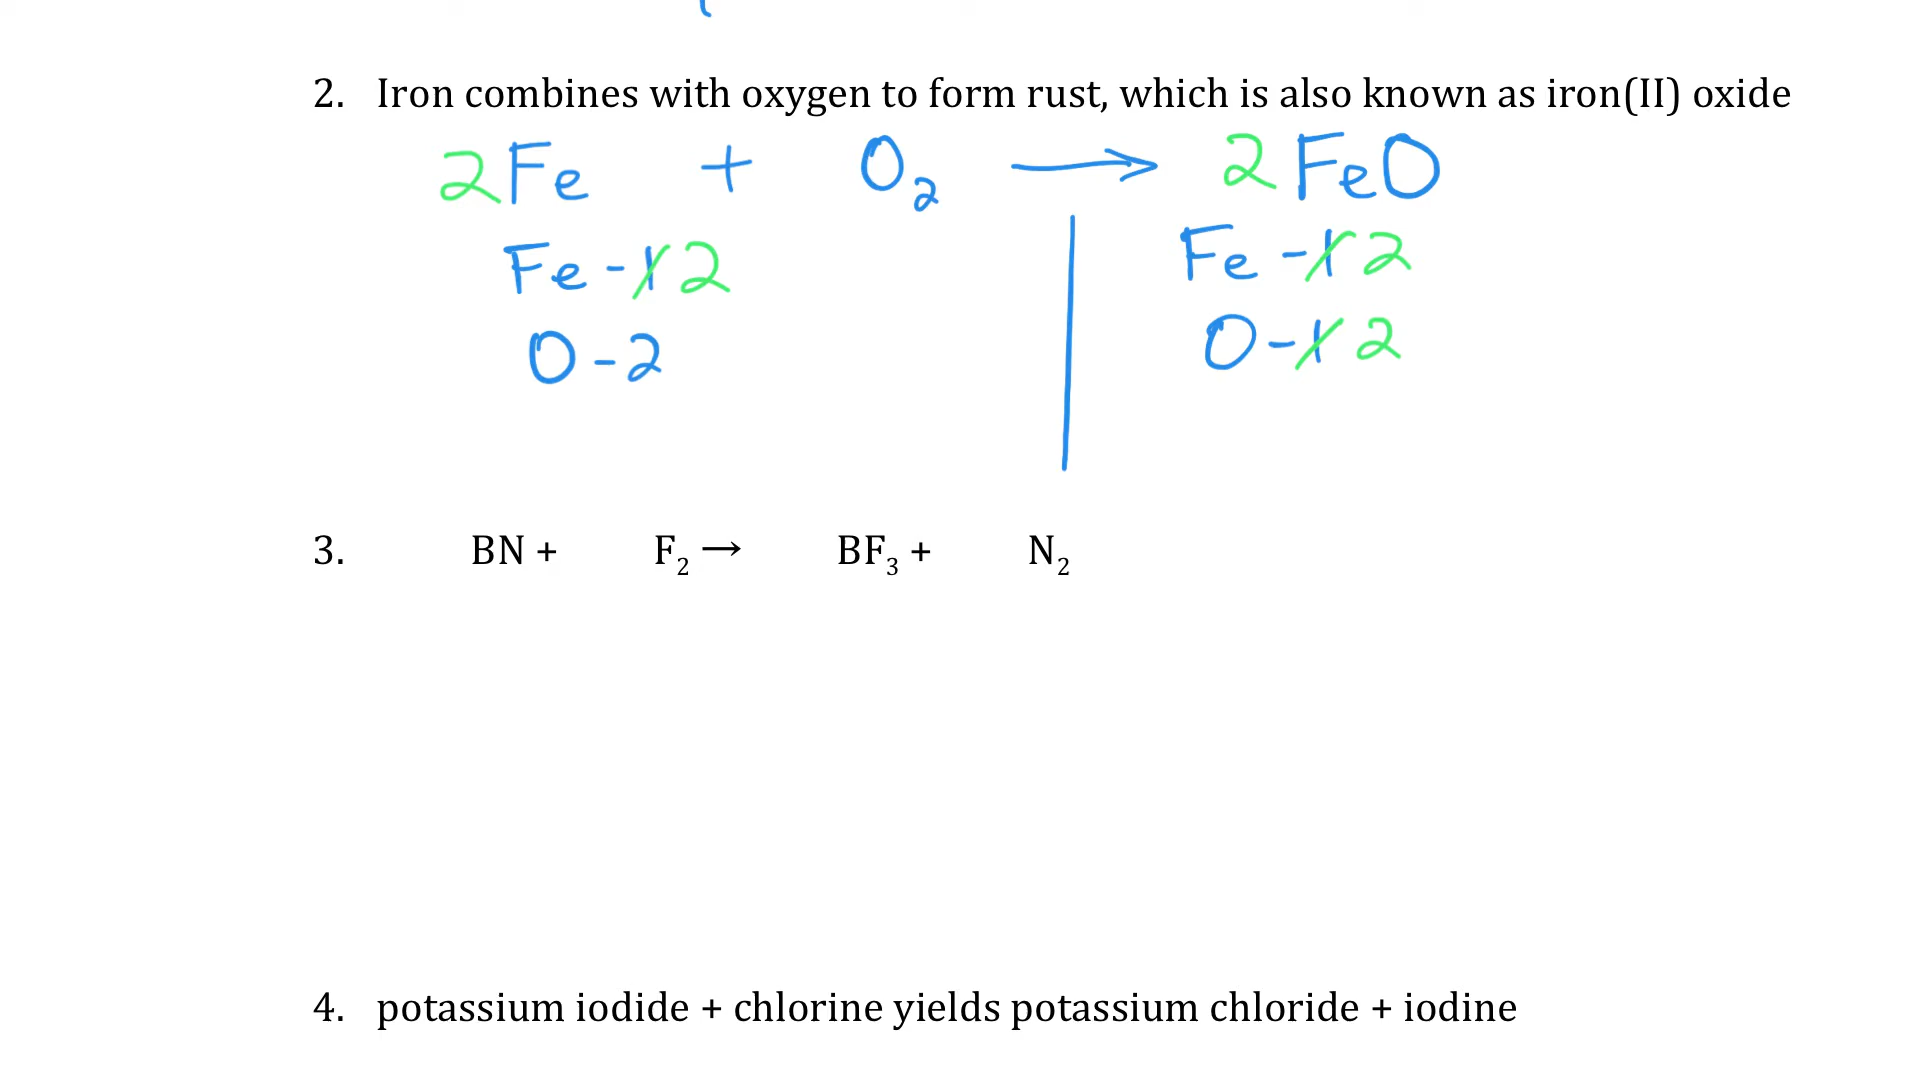 2. Iron combines with oxygen to form rust, which is also known as iron(II) oxide
2Fe + O₂ → 2FeO
Fe - 1 2 Fe - 1 2
O - 2 O - 1 2
3. BN + F₂ → BF₃ + N₂
4. potassium iodide + chlorine yields potassium chloride + iodine